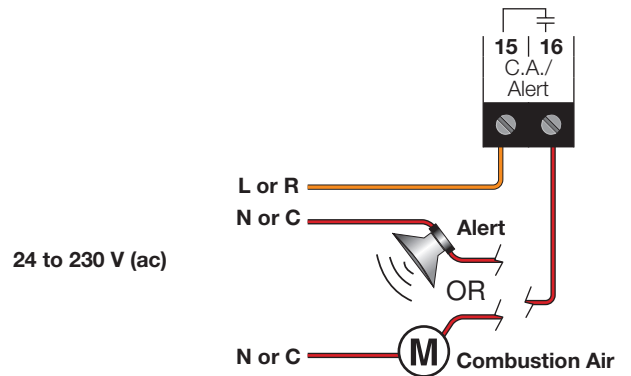 15 | 16
C.A./
Alert
L or R
N or C
Alert
24 to 230 V (ac)
OR
N or C
M
Combustion Air